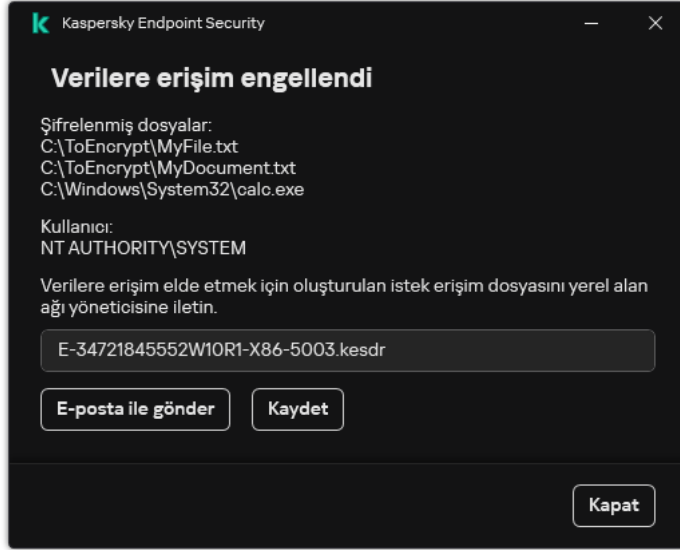 Kaspersky Endpoint Security
Verilere erişim engellendi
Şifrelenmiş dosyalar:
C:\ToEncrypt\MyFile.txt
C:\ToEncrypt\MyDocument.txt
C:\Windows\System32\calc.exe
Kullanıcı:
NT AUTHORITY\SYSTEM
Verilere erişim elde etmek için oluşturulan istek erişim dosyasını yerel alan
ağı yöneticisine iletin.
E-34721845552W10R1-X86-5003.kesdr
E-posta ile gönder
Kaydet
Kapat